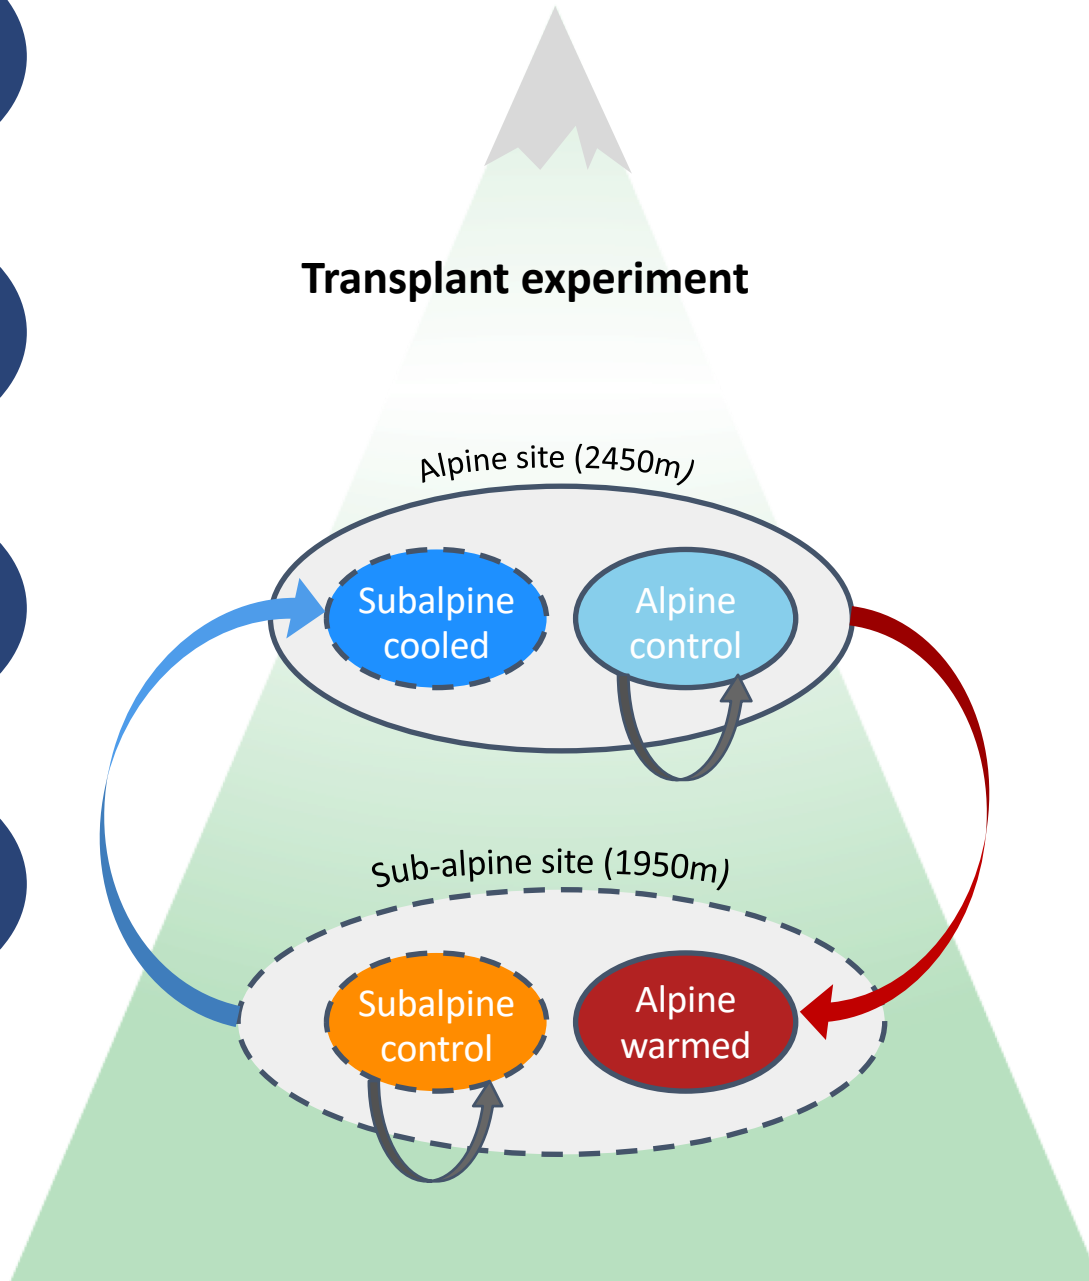 Transplant experiment
Alpine site (2450m)
Subalpine
cooled
Alpine
control
Sub-alpine site (1950m)
Subalpine
control
Alpine
warmed